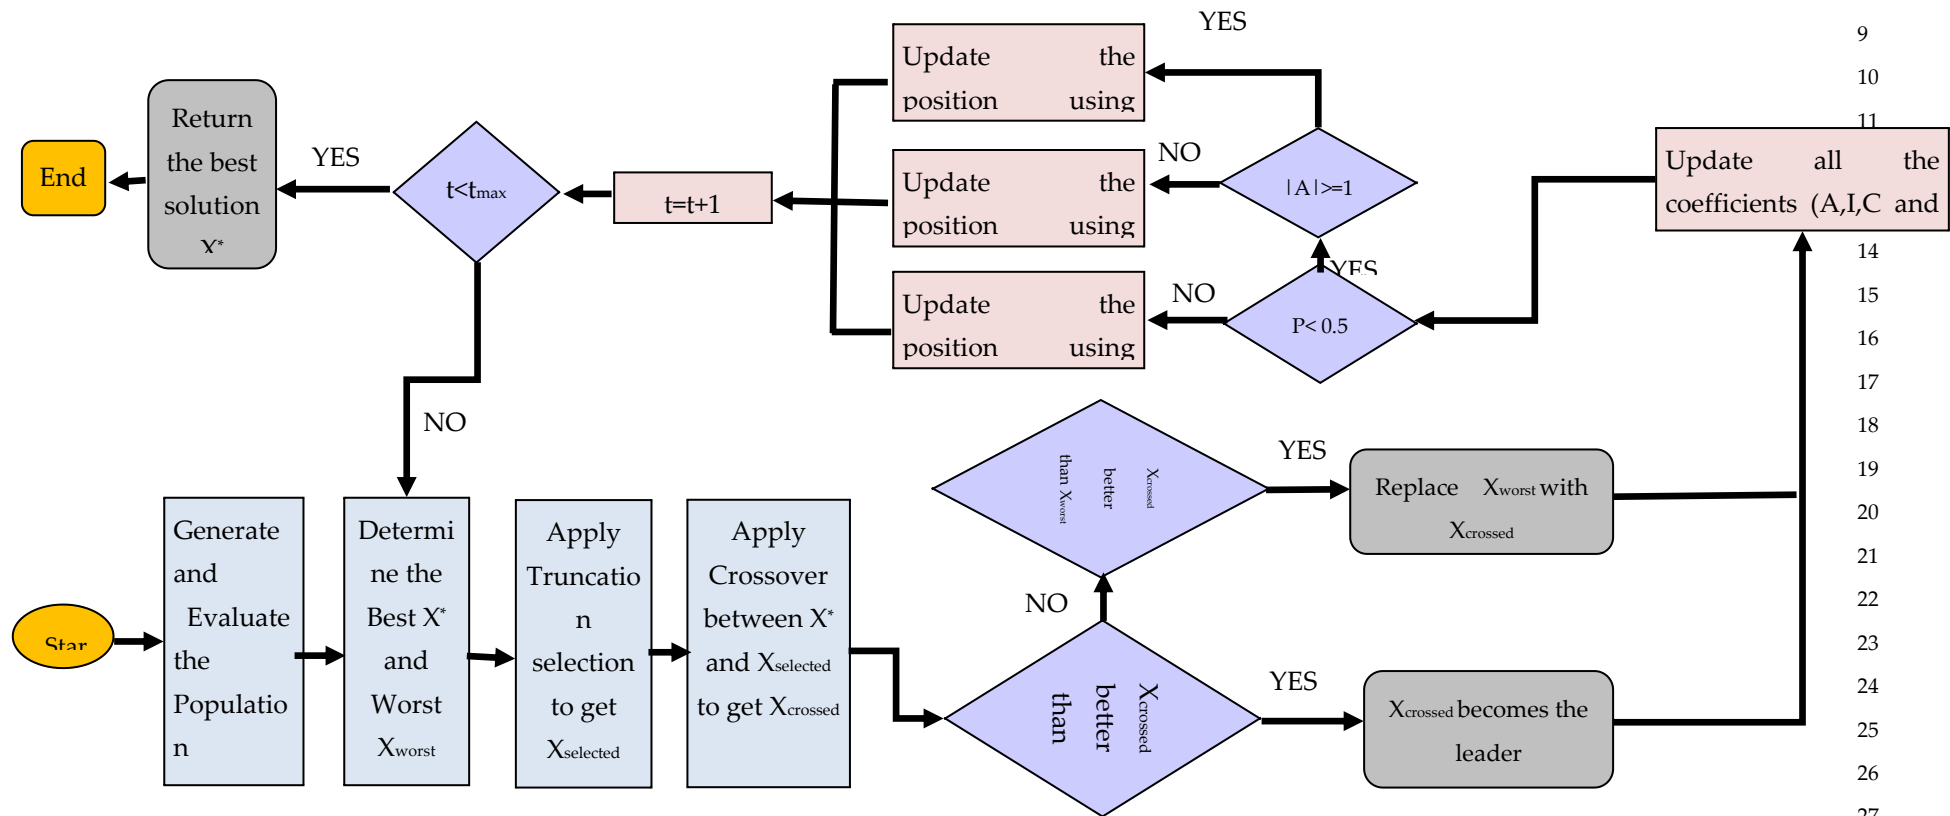 YES
9
Update the
position using
10
Return
the best
solution
X*
End
YES
t<tmax
t=t+1
Update the
position using
NO
|A|>=1
11
Update all the
coefficients (A,I,C and
YES
14
Update the
position using
NO
P< 0.5
15
16
17
NO
18
Xcrossed
better
than Xworst
YES
Replace Xworst with
Xcrossed
19
20
21
Star
Generate
and
Evaluate
the
Populatio
n
Determi
ne the
Best X*
and
Worst
Xworst
Apply
Truncatio
n
selection
to get
Xselected
Apply
Crossover
between X*
and Xselected
to get Xcrossed
NO
22
23
Xcrossed
better
than
YES
Xcrossed becomes the
leader
24
25
26
27